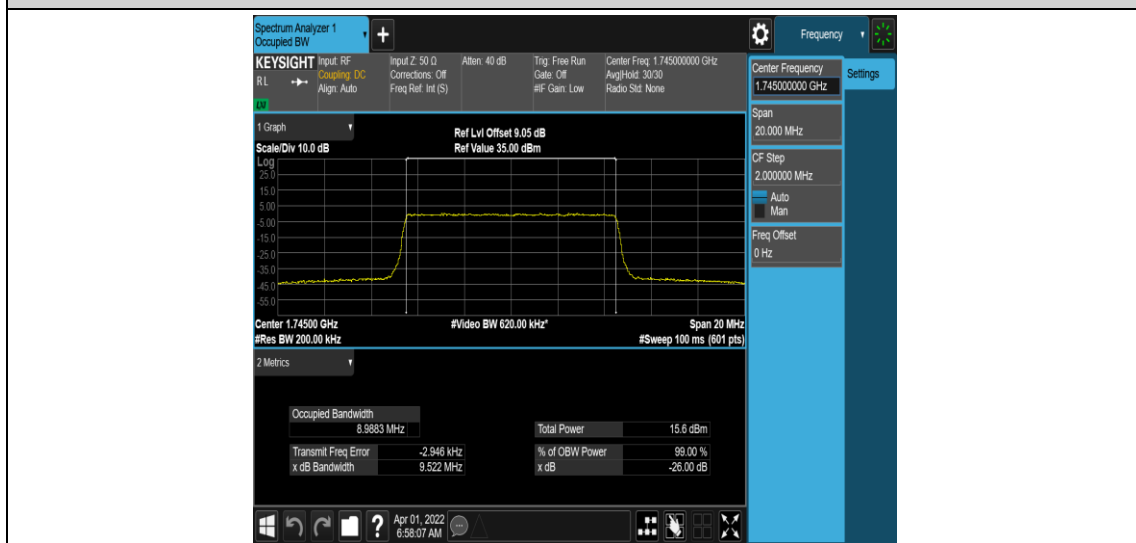 Spectrum Analyzer 1
Occupied BW
Frequency
KEYSIGHT
Input: RF
Input Z: 50 Ω
Atten: 40 dB
Trig: Free Run
Center Freq: 1.745000000 GHz
R L
Coupling: DC
Corrections: Off
Gate: Off
Avg|Hold: 30/30
Align: Auto
Freq Ref: Int (S)
#IF Gain: Low
Radio Std: None
Center Frequency
1.745000000 GHz
Settings
Span
20.000 MHz
CF Step
2.000000 MHz
Auto
Man
Freq Offset
0 Hz
1 Graph
Ref Lvl Offset 9.05 dB
Scale/Div 10.0 dB
Ref Value 35.00 dBm
Log
25.0
15.0
5.00
-5.00
-15.0
-25.0
-35.0
-45.0
-55.0
Center 1.74500 GHz
#Video BW 620.00 kHz*
Span 20 MHz
#Res BW 200.00 kHz
#Sweep 100 ms (601 pts)
2 Metrics
Occupied Bandwidth
8.9883 MHz
Total Power
15.6 dBm
Transmit Freq Error
-2.946 kHz
% of OBW Power
99.00 %
x dB Bandwidth
9.522 MHz
x dB
-26.00 dB
?
Apr 01, 2022
6:58:07 AM